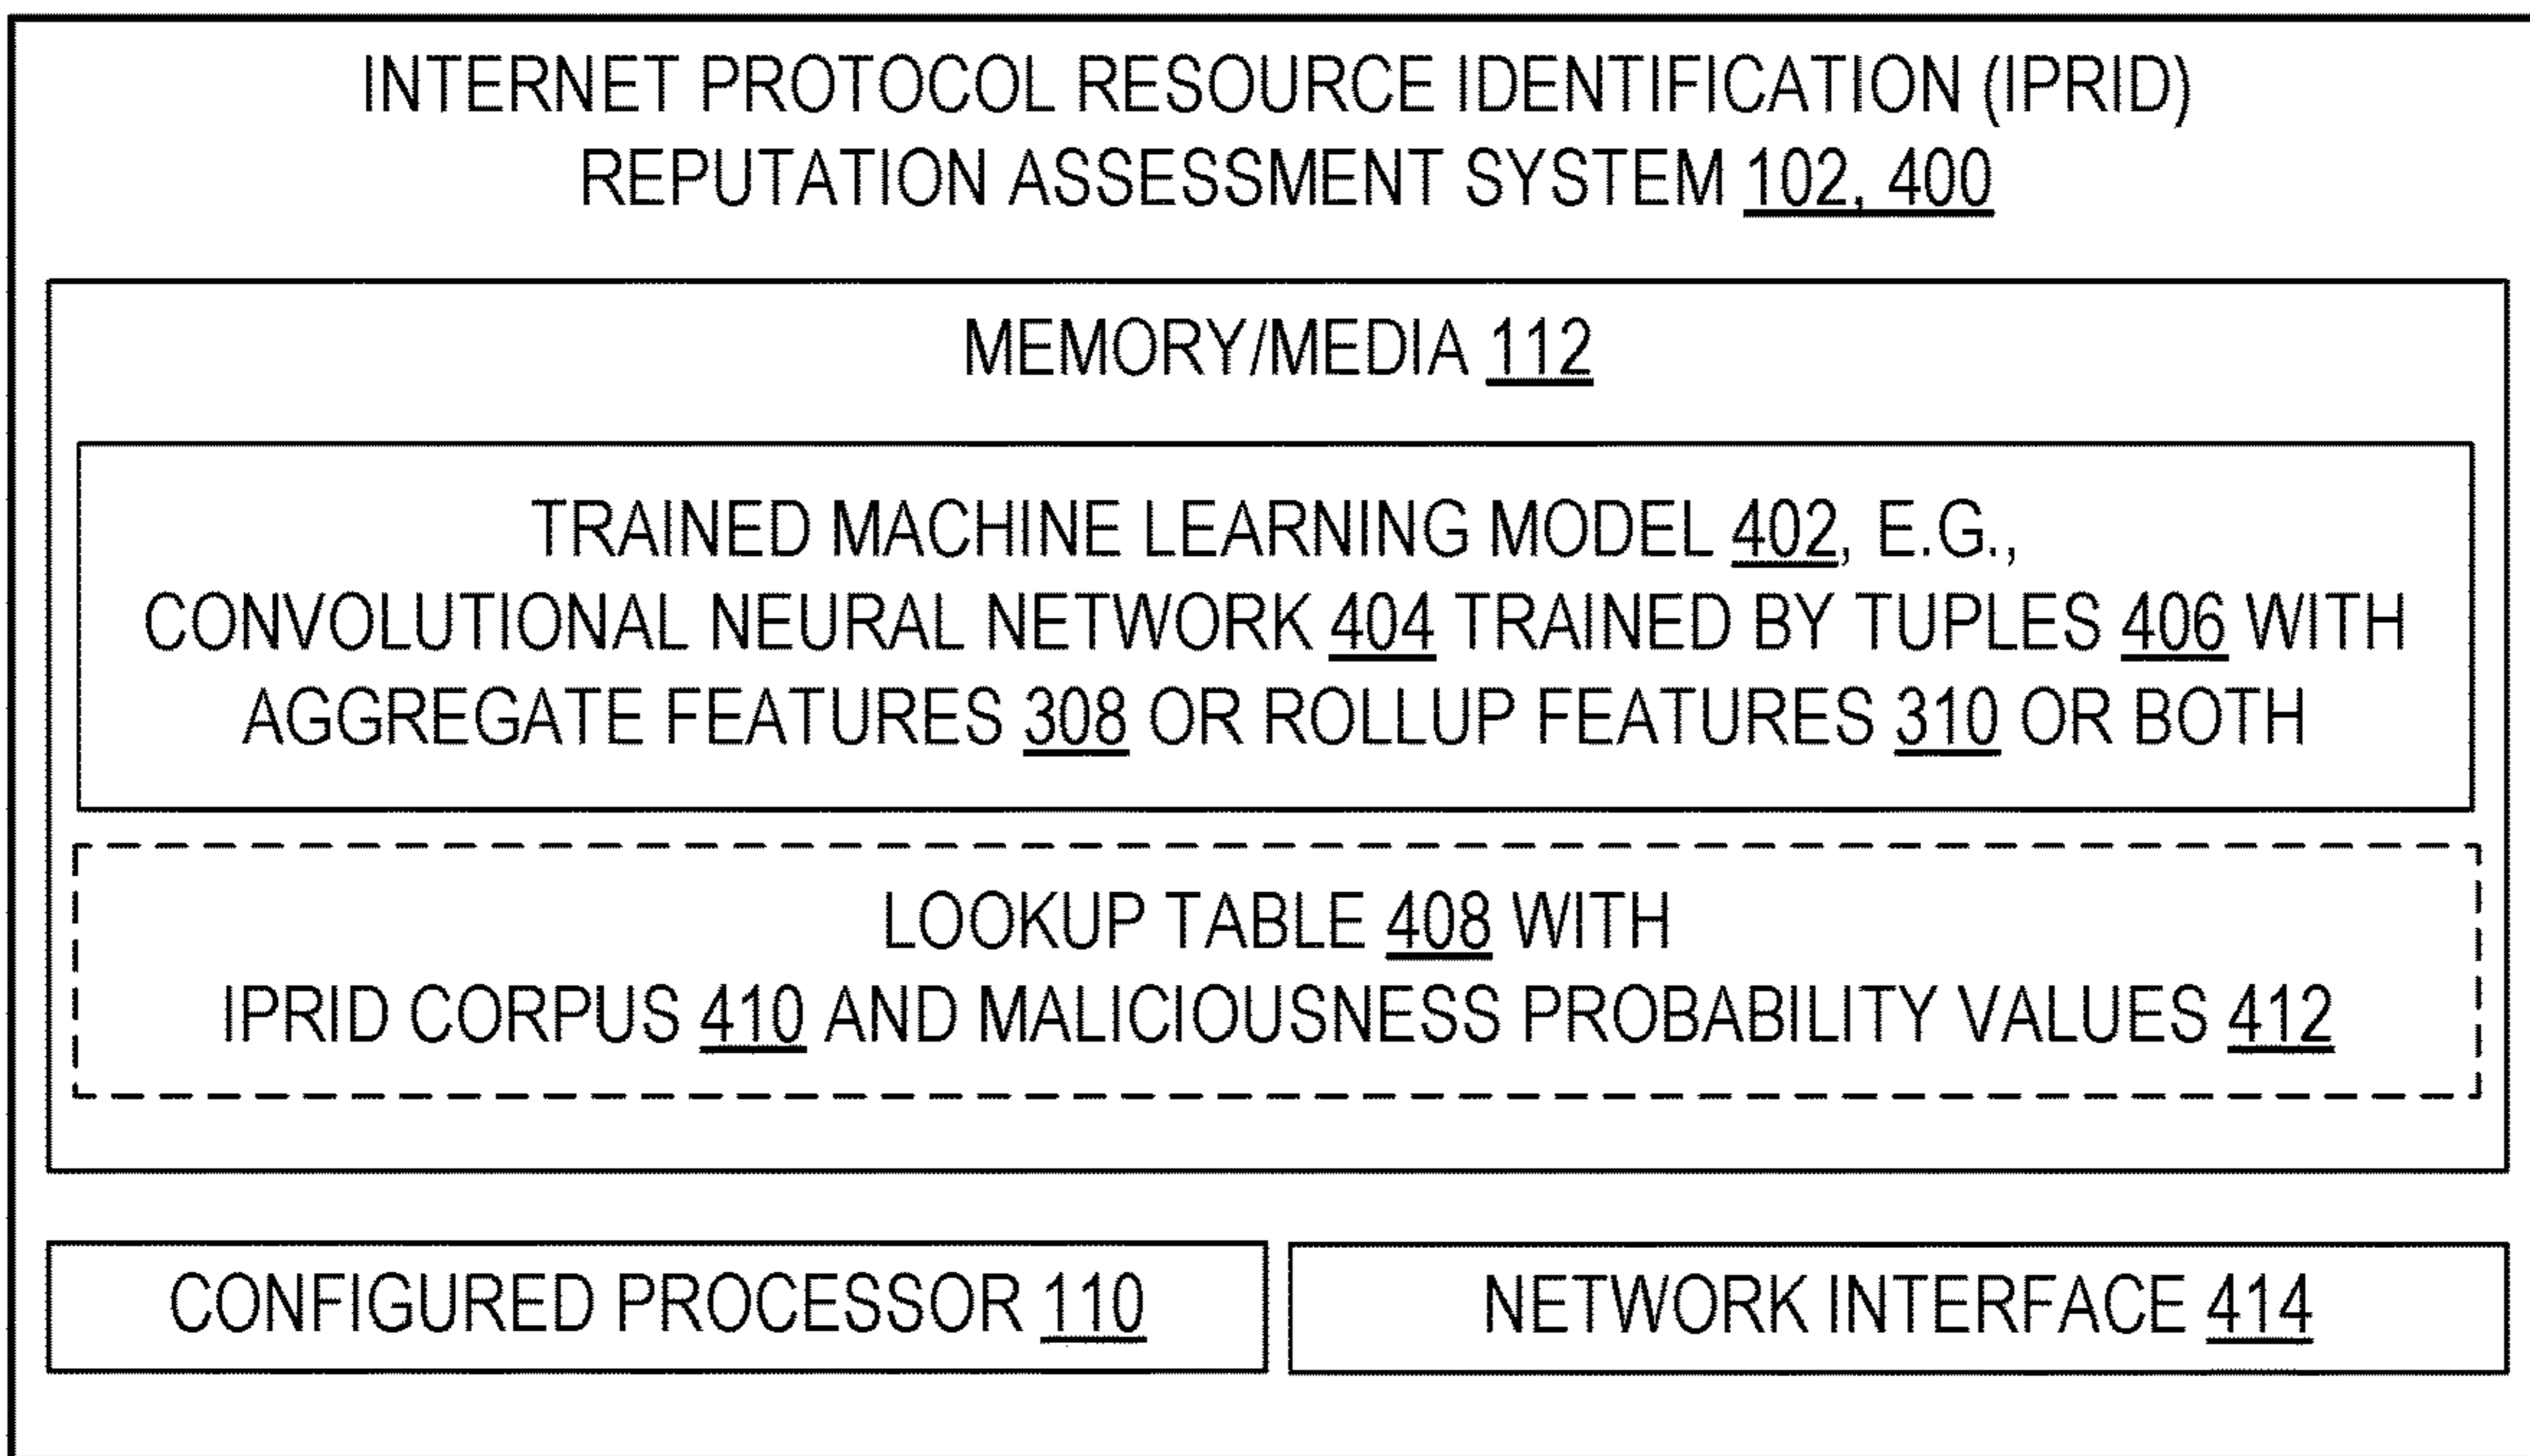 INTERNET PROTOCOL RESOURCE IDENTIFICATION (IPRID)
REPUTATION ASSESSMENT SYSTEM 102, 400
MEMORY/MEDIA 112
TRAINED MACHINE LEARNING MODEL 402, E.G.,
CONVOLUTIONAL NEURAL NETWORK 404 TRAINED BY TUPLES 406 WITH
AGGREGATE FEATURES 308 OR ROLLUP FEATURES 310 OR BOTH
LOOKUP TABLE 408 WITH
IPRID CORPUS 410 AND MALICIOUSNESS PROBABILITY VALUES 412
CONFIGURED PROCESSOR 110
NETWORK INTERFACE 414